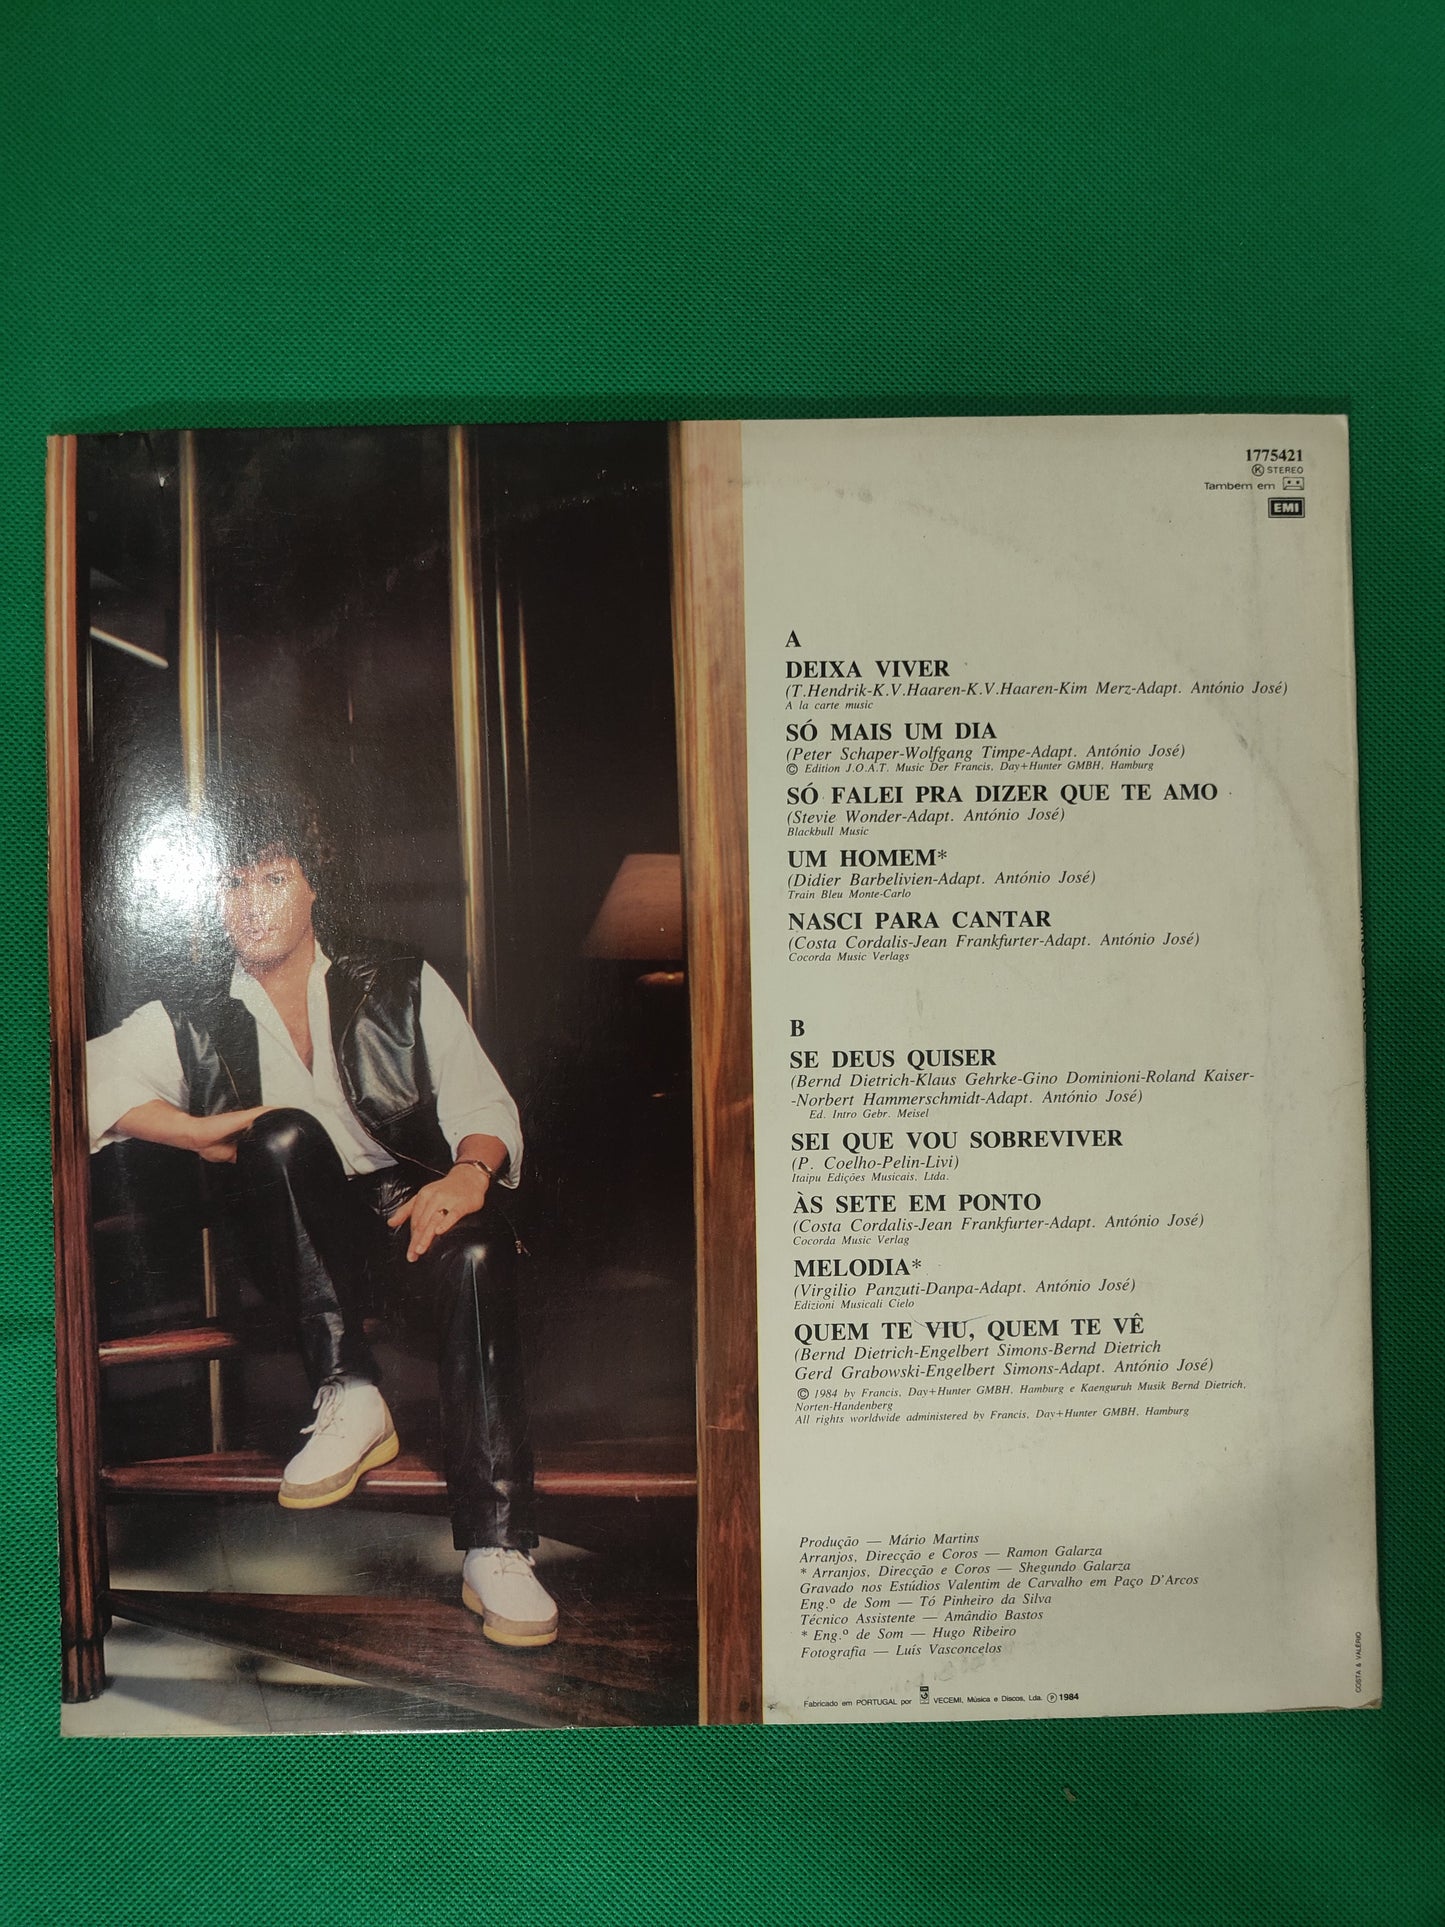 1775421
Ⓚ STEREO
Tambem em
EMI
A
DEIXA VIVER
(T.Hendrik-K.V.Haaren-K.V.Haaren-Kim Merz-Adapt. António José)
A la carte music
SÓ MAIS UM DIA
(Peter Schaper-Wolfgang Timpe-Adapt. António José)
© Edition J.O.A.T. Music Der Francis, Day+Hunter GMBH, Hamburg
SÓ FALEI PRA DIZER QUE TE AMO
(Stevie Wonder-Adapt. António José)
Blackbull Music
UM HOMEM*
(Didier Barbelivien-Adapt. António José)
Train Bleu Monte-Carlo
NASCI PARA CANTAR
(Costa Cordalis-Jean Frankfurter-Adapt. António José)
Cocorda Music Verlags
B
SE DEUS QUISER
(Bernd Dietrich-Klaus Gehrke-Gino Dominioni-Roland Kaiser-
-Norbert Hammerschmidt-Adapt. António José)
Ed. Intro Gebr. Meisel
SEI QUE VOU SOBREVIVER
(P. Coelho-Pelin-Livi)
Itaipu Edições Musicais, Ltda.
ÀS SETE EM PONTO
(Costa Cordalis-Jean Frankfurter-Adapt. António José)
Cocorda Music Verlag
MELODIA*
(Virgilio Panzuti-Danpa-Adapt. António José)
Edizioni Musicali Cielo
QUEM TE VIU, QUEM TE VÊ
(Bernd Dietrich-Engelbert Simons-Bernd Dietrich
Gerd Grabowski-Engelbert Simons-Adapt. António José)
© 1984 by Francis, Day+Hunter GMBH, Hamburg e Kaenguruh Musik Bernd Dietrich,
Norten-Handenberg
All rights worldwide administered by Francis, Day+Hunter GMBH, Hamburg
Produção — Mário Martins
Arranjos, Direcção e Coros — Ramon Galarza
* Arranjos, Direcção e Coros — Shegundo Galarza
Gravado nos Estúdios Valentim de Carvalho em Paço D'Arcos
Eng.º de Som — Tó Pinheiro da Silva
Técnico Assistente — Amândio Bastos
* Eng.º de Som — Hugo Ribeiro
Fotografia — Luís Vasconcelos
Fabricado em PORTUGAL por VECEMI, Música e Discos, Lda. Ⓟ 1984
COSTA & VALÉRIO